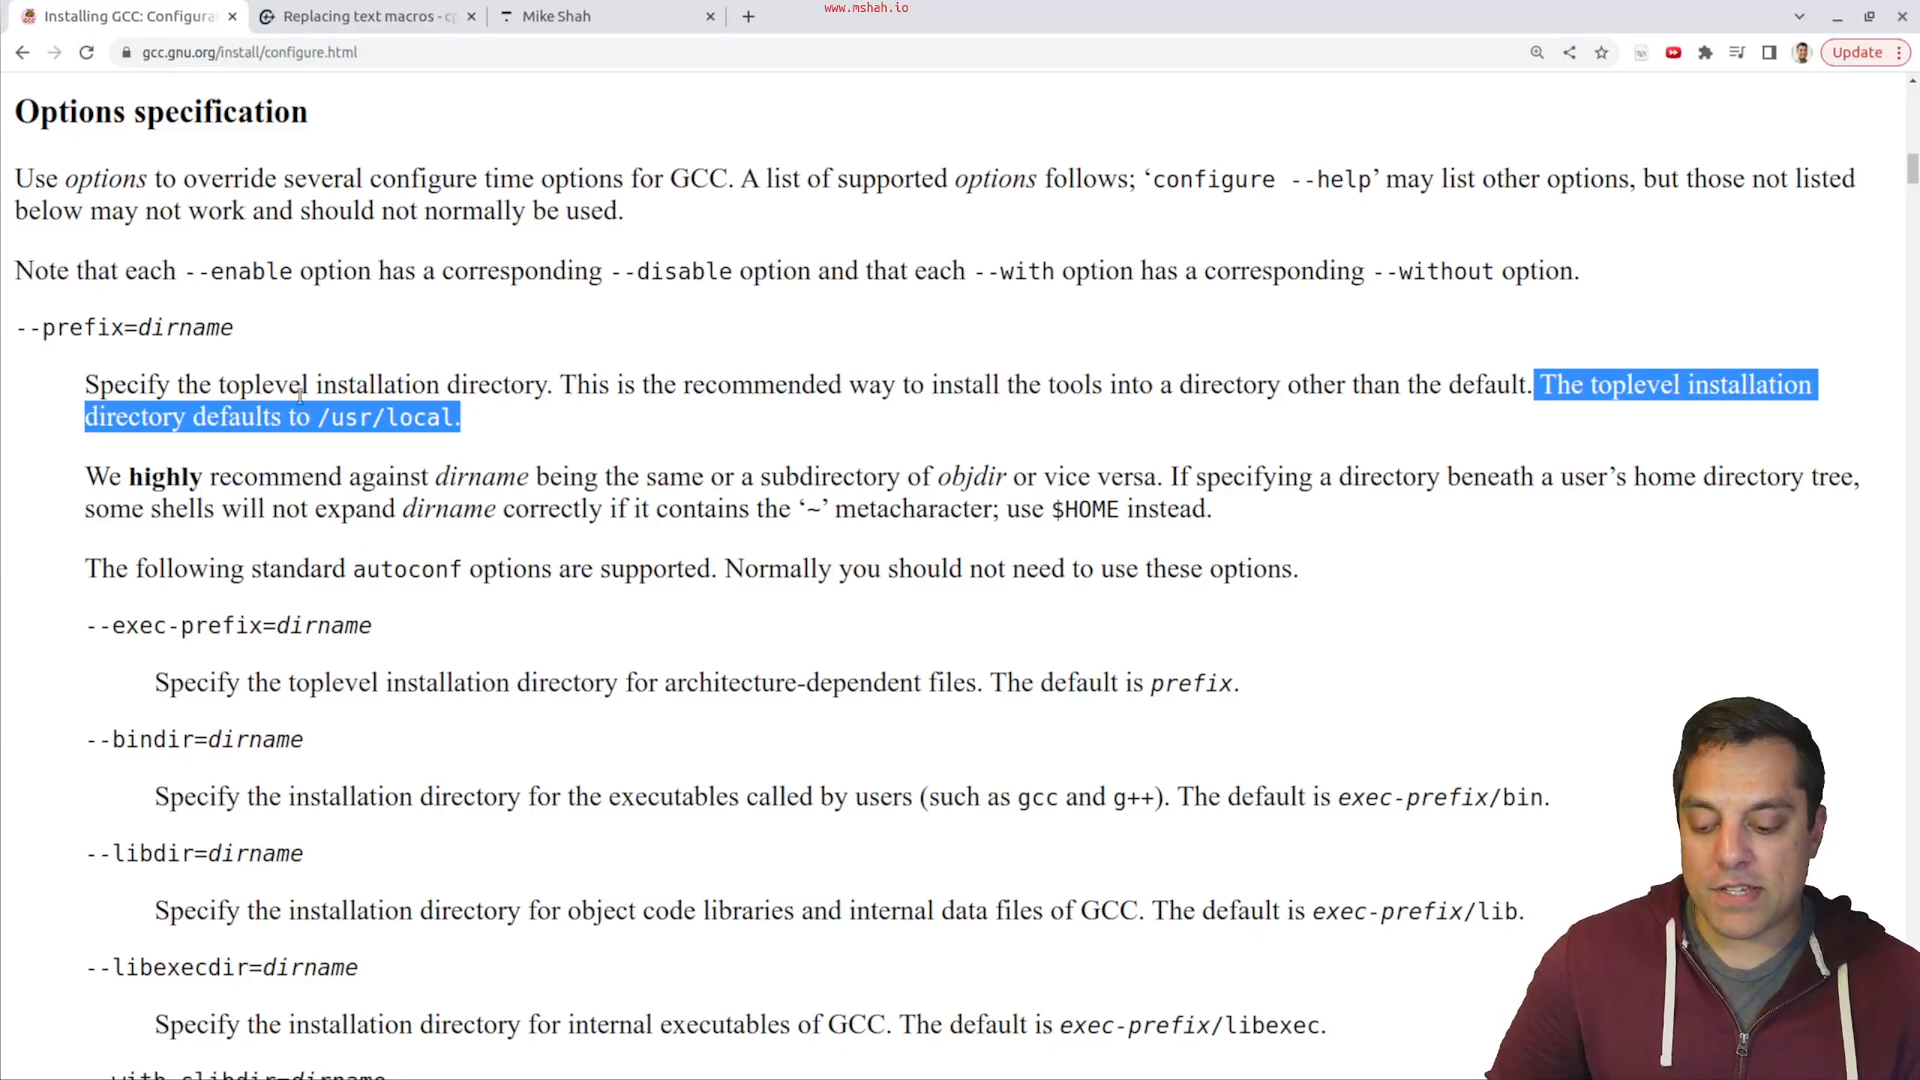 www.mshah.io
Installing GCC: Configura
Replacing text macros - cp
Mike Shah
gcc.gnu.org/install/configure.html
Update
Options specification
Use options to override several configure time options for GCC. A list of supported options follows; ‘configure --help’ may list other options, but those not listed
below may not work and should not normally be used.
Note that each --enable option has a corresponding --disable option and that each --with option has a corresponding --without option.
--prefix=dirname
Specify the toplevel installation directory. This is the recommended way to install the tools into a directory other than the default. The toplevel installation
directory defaults to /usr/local.
We highly recommend against dirname being the same or a subdirectory of objdir or vice versa. If specifying a directory beneath a user’s home directory tree,
some shells will not expand dirname correctly if it contains the ‘~’ metacharacter; use $HOME instead.
The following standard autoconf options are supported. Normally you should not need to use these options.
--exec-prefix=dirname
Specify the toplevel installation directory for architecture-dependent files. The default is prefix.
--bindir=dirname
Specify the installation directory for the executables called by users (such as gcc and g++). The default is exec-prefix/bin.
--libdir=dirname
Specify the installation directory for object code libraries and internal data files of GCC. The default is exec-prefix/lib.
--libexecdir=dirname
Specify the installation directory for internal executables of GCC. The default is exec-prefix/libexec.
--with-slibdir=dirname